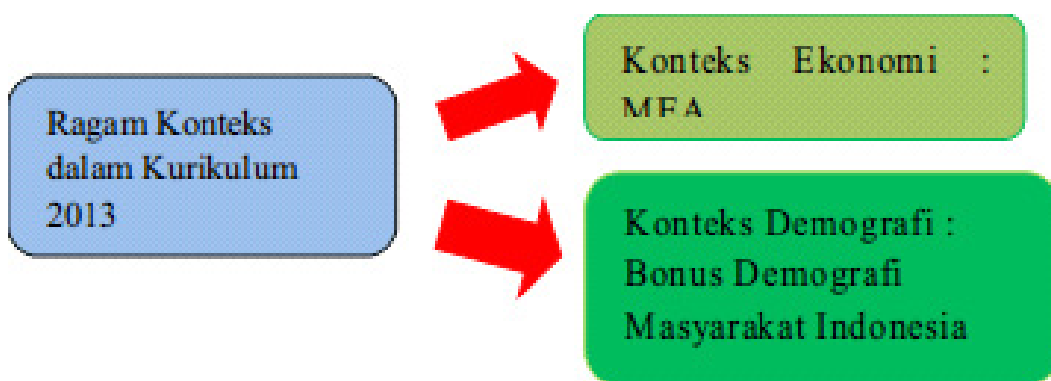 Ragam Konteks
dalam Kurikulum
2013
Konteks Ekonomi :
MEA
Konteks Demografi :
Bonus Demografi
Masyarakat Indonesia